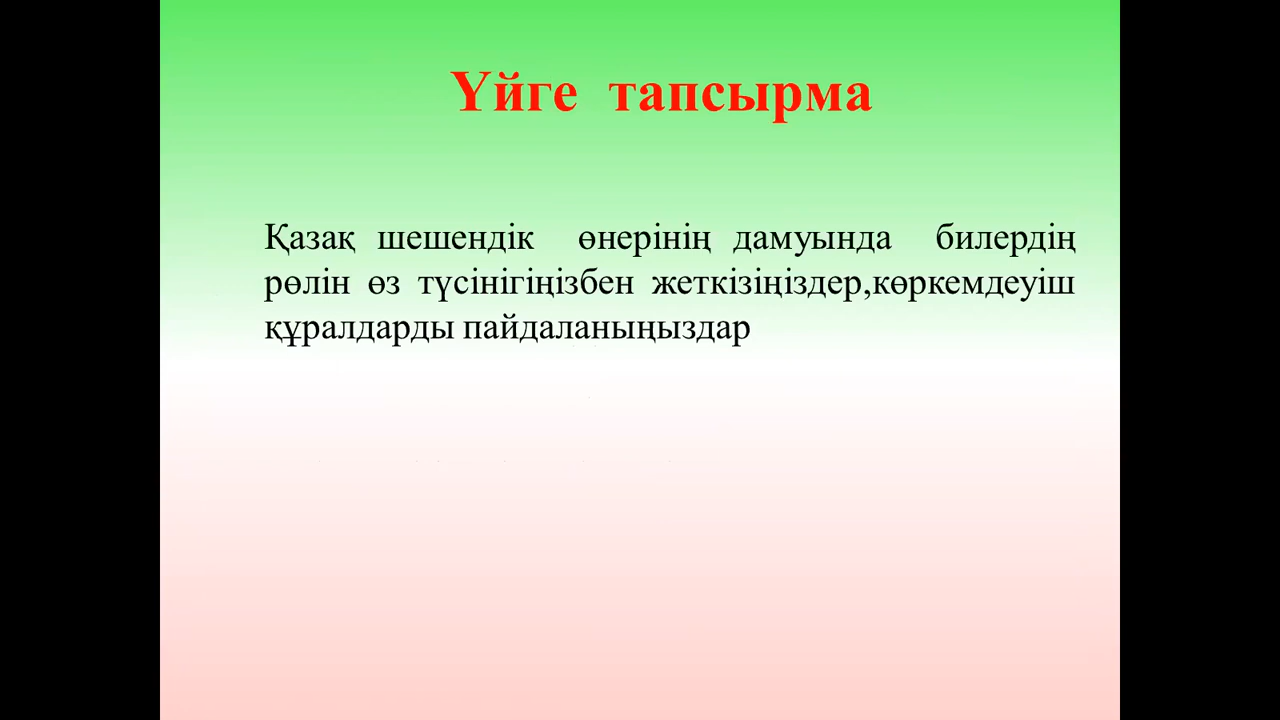 Үйге тапсырма
Қазақ шешендік өнерінің дамуында билердің
рөлін өз түсінігіңізбен жеткізіңіздер,көркемдеуіш
құралдарды пайдаланыңыздар